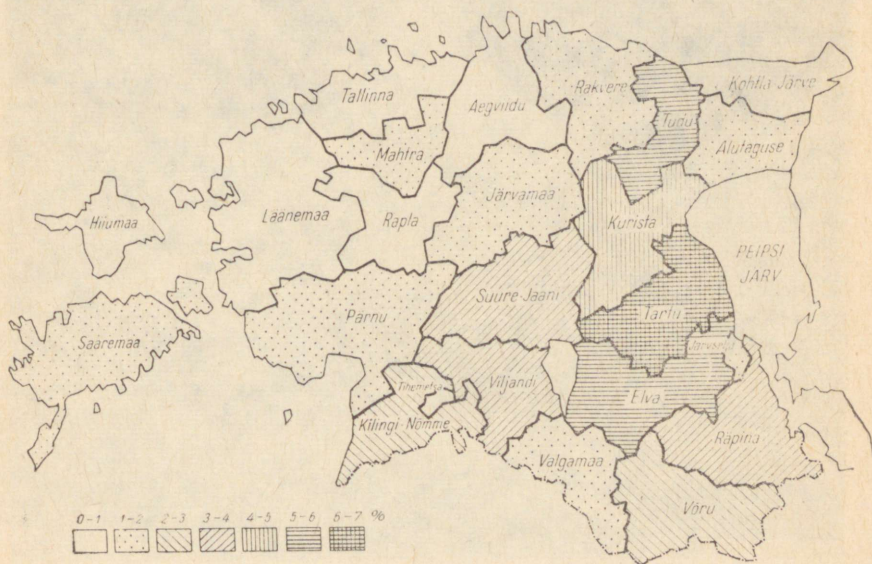 Tallinna
Aegviidu
Rakvere
Kohtla-Järve
Tudu
Mahtra
Alutaguse
Hiiumaa
Läänemaa
Rapla
Järvamaa
Kurista
PEIPSI
JÄRV
Saaremaa
Pärnu
Suure-Jaani
Tartu
Järvselja
Tihemetsa
Viljandi
Elva
Kilingi-Nõmme
Räpina
Valgamaa
Võru
0-1 1-2 2-3 3-4 4-5 5-6 6-7 %